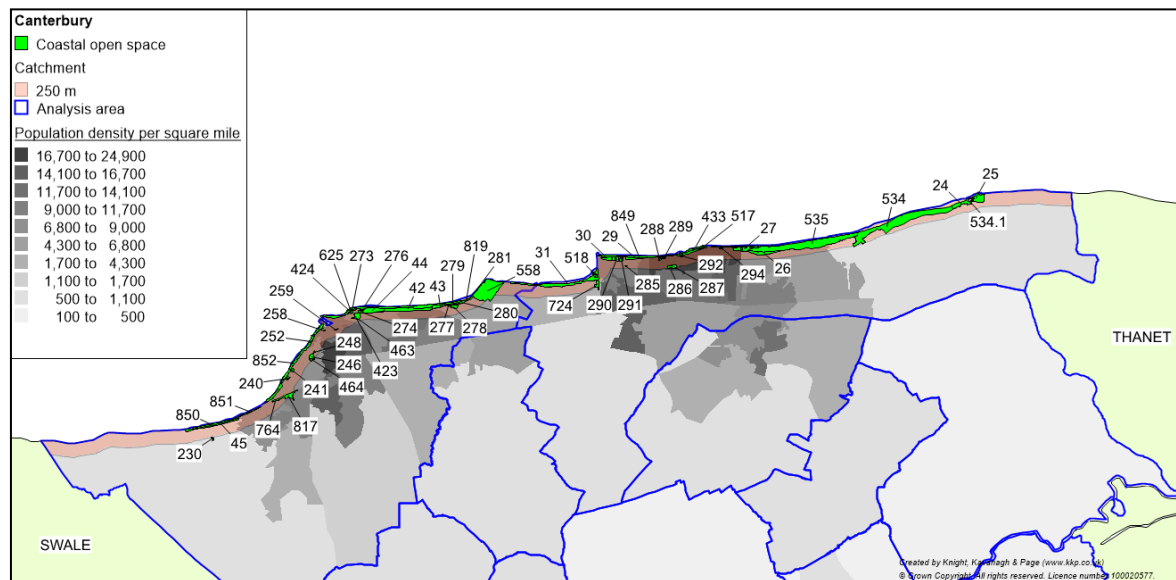 Canterbury
Coastal open space
Catchment
250 m
Analysis area
Population density per square mile
16,700 to 24,900
14,100 to 16,700
11,700 to 14,100
9,000 to 11,700
6,800 to 9,000
4,300 to 6,800
1,700 to 4,300
1,100 to 1,700
500 to 1,100
100 to 500
25
24
534
534.1
433
517
27
535
849
288
289
29
30
31
518
292
294
26
819
281
558
276
44
279
273
625
424
42
43
280
285
286
287
724
290
291
259
258
274
277
278
252
248
463
246
423
852
464
240
241
851
850
764
817
45
230
THANET
SWALE
Created by Knight, Kavanagh & Page (www.kkp.co.uk)
© Crown Copyright. All rights reserved. Licence number 100020577.